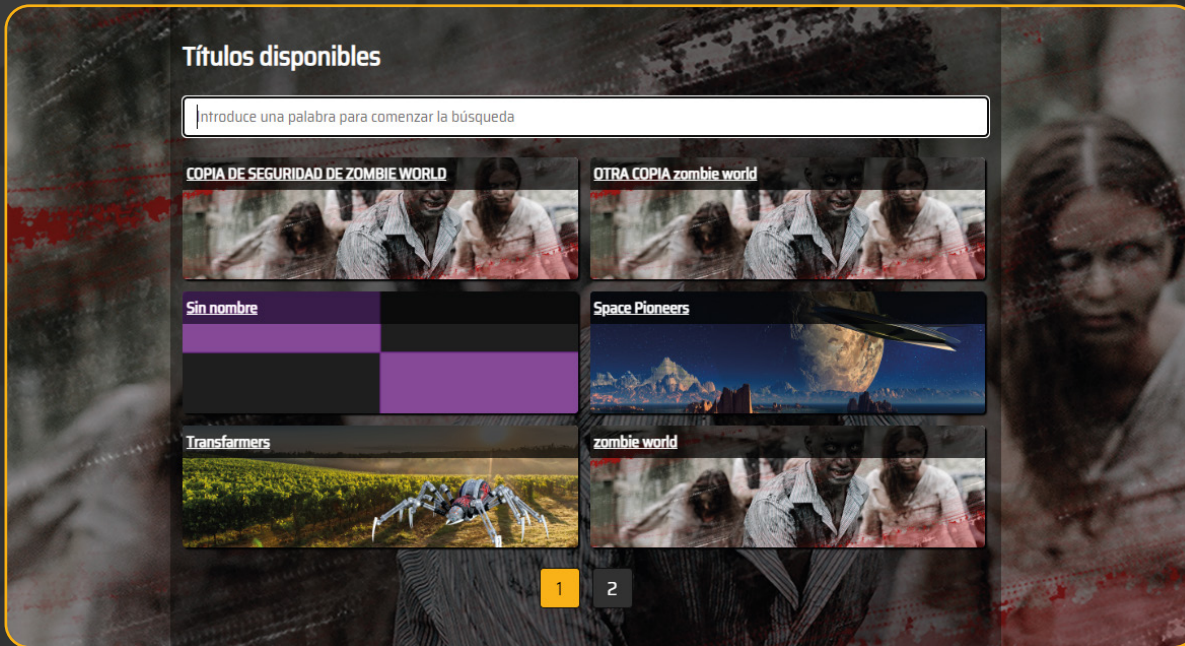 Títulos disponibles
Introduce una palabra para comenzar la búsqueda
COPIA DE SEGURIDAD DE ZOMBIE WORLD
OTRA COPIA zombie world
Sin nombre
Space Pioneers
Transfarmers
zombie world
1
2